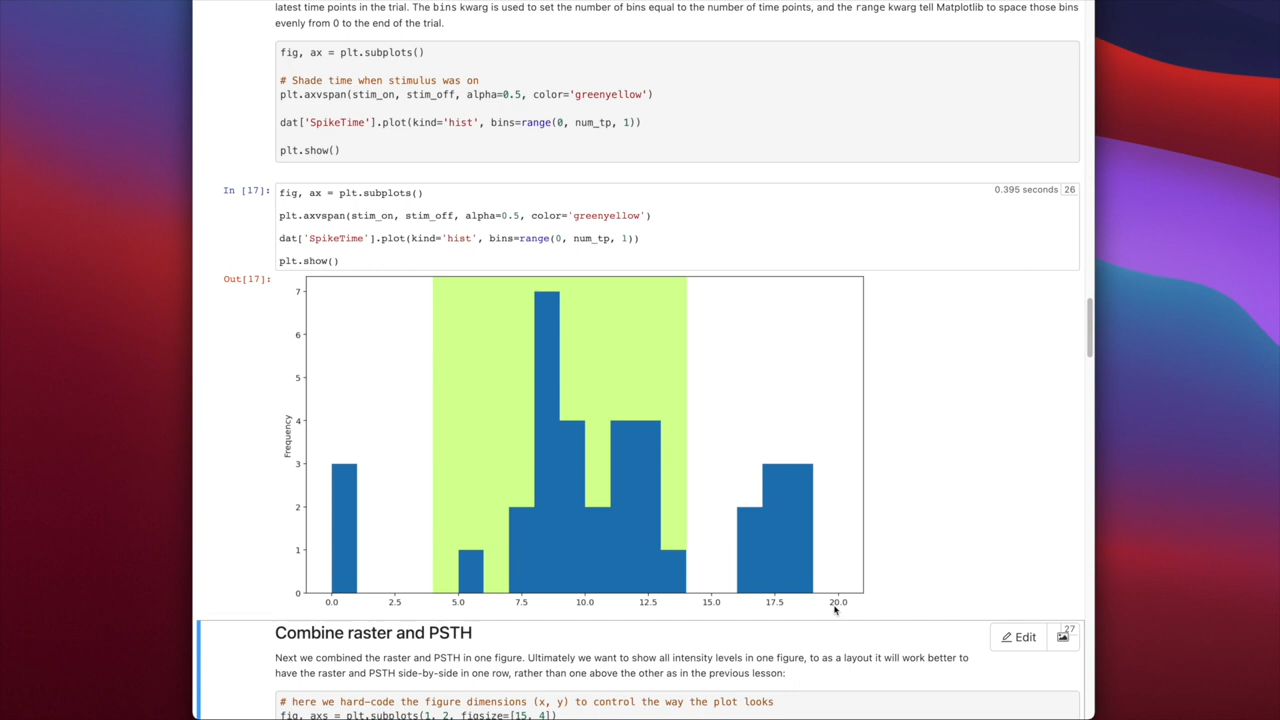 latest time points in the trial. The bins kwarg is used to set the number of bins equal to the number of time points, and the range kwarg tell Matplotlib to space those bins
evenly from 0 to the end of the trial.
fig, ax = plt.subplots()
# Shade time when stimulus was on
plt.axvspan(stim_on, stim_off, alpha=0.5, color='greenyellow')
dat['SpikeTime'].plot(kind='hist', bins=range(0, num_tp, 1))
plt.show()
In [17]:
fig, ax = plt.subplots()
0.395 seconds 26
plt.axvspan(stim_on, stim_off, alpha=0.5, color='greenyellow')
dat['SpikeTime'].plot(kind='hist', bins=range(0, num_tp, 1))
plt.show()
Out[17]:
7
6
5
4
3
2
1
0
Frequency
0.0 2.5 5.0 7.5 10.0 12.5 15.0 17.5 20.0
Combine raster and PSTH
Edit
27
Next we combined the raster and PSTH in one figure. Ultimately we want to show all intensity levels in one figure, to as a layout it will work better to
have the raster and PSTH side-by-side in one row, rather than one above the other as in the previous lesson:
# here we hard-code the figure dimensions (x, y) to control the way the plot looks
fig, axs = plt.subplots(1, 2, figsize=[15, 4])